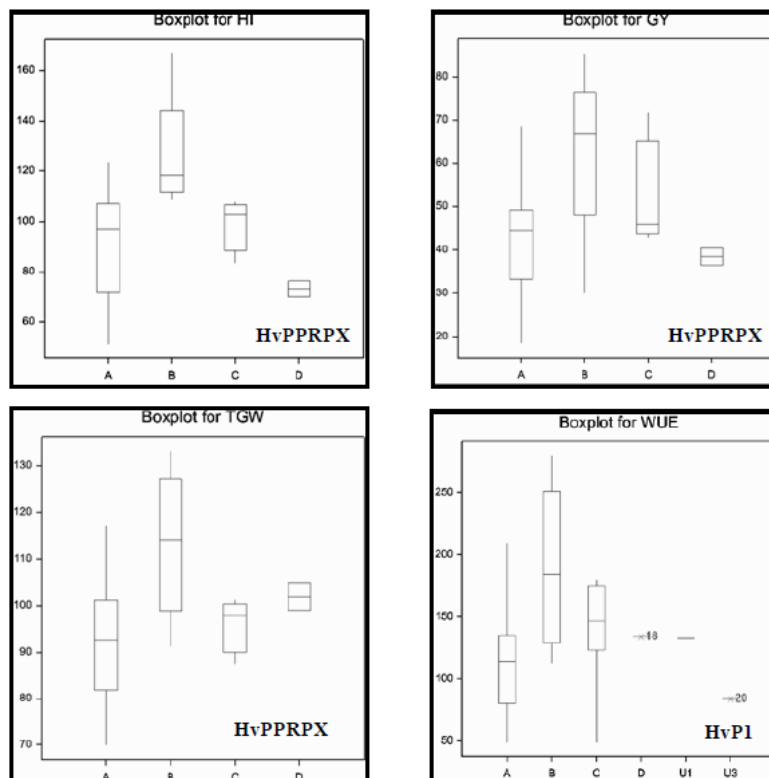 Boxplot for HI
160
140
120
100
80
60
HvPPRPX
A B C D
Boxplot for GY
80
70
60
50
40
30
20
HvPPRPX
A B C D
Boxplot for TGW
130
120
110
100
90
80
70
HvPPRPX
A B C D
Boxplot for WUE
250
200
150
100
50
18
20
HvP1
A B C D U1 U3